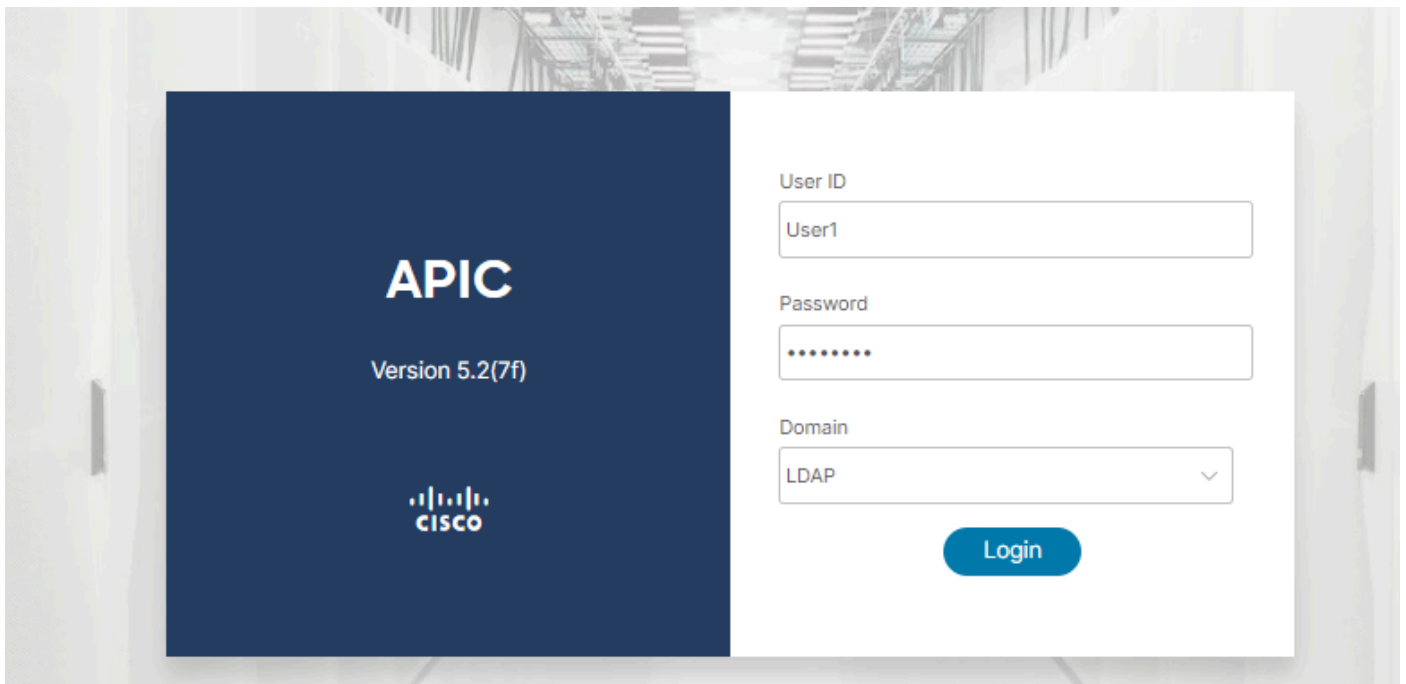 APIC
Version 5.2(7f)
CISCO
User ID
User1
Password
••••••••
Domain
LDAP
Login